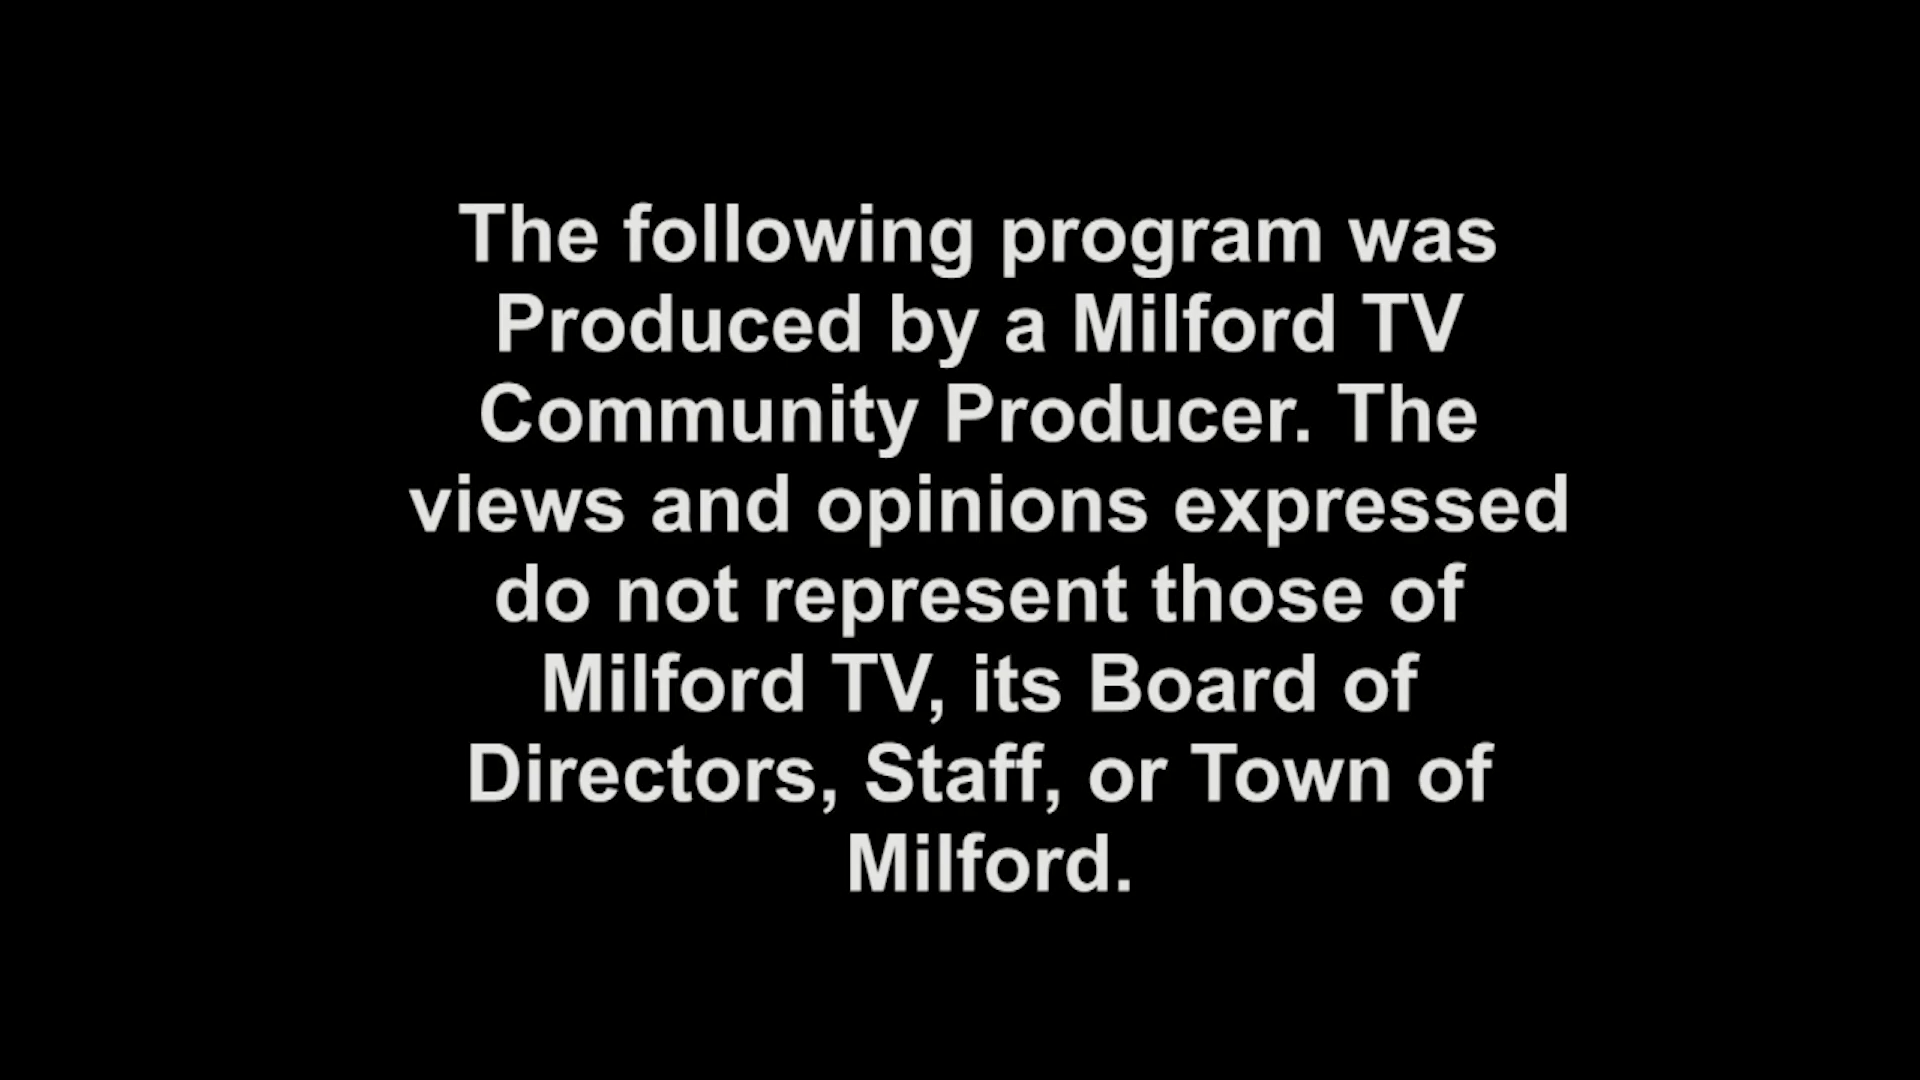 The following program was
Produced by a Milford TV
Community Producer. The
views and opinions expressed
do not represent those of
Milford TV, its Board of
Directors, Staff, or Town of
Milford.